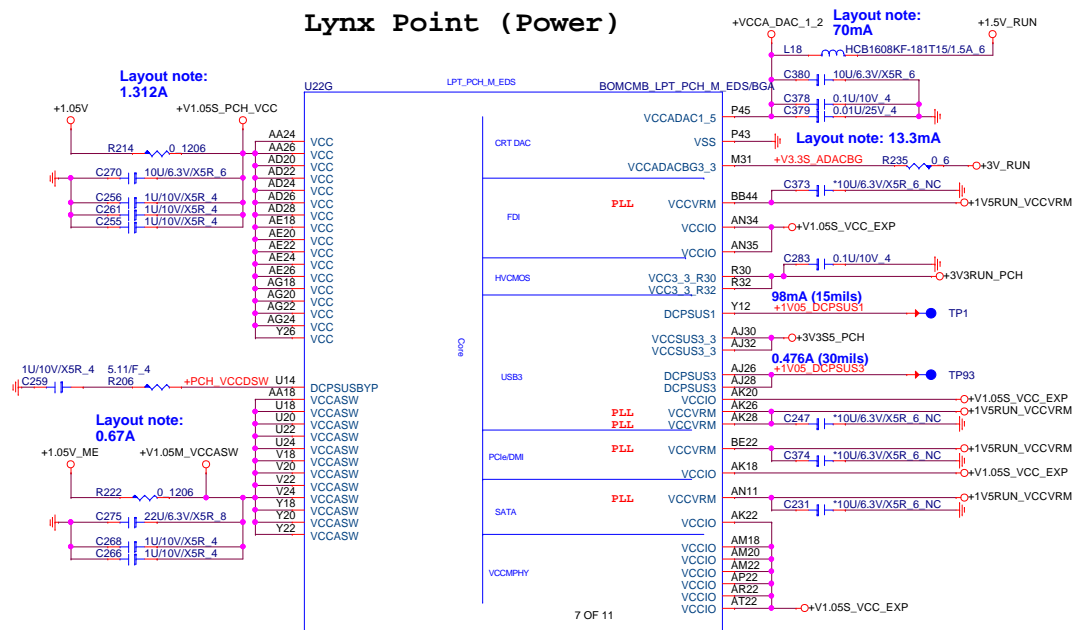 Lynx Point (Power)
+VCCA_DAC_1_2
Layout note:
70mA
+1.5V_RUN
L18
HCB1608KF-181T15/1.5A_6
C380
10U/6.3V/X5R_6
C378
0.1U/10V_4
C379
0.01U/25V_4
Layout note:
1.312A
+1.05V
+V1.05S_PCH_VCC
R214
0_1206
C270
10U/6.3V/X5R_6
C256
1U/10V/X5R_4
C261
1U/10V/X5R_4
C255
1U/10V/X5R_4
U22G
LPT_PCH_M_EDS
BOMCMB_LPT_PCH_M_EDS/BGA
AA24 VCC
AA26 VCC
AD20 VCC
AD22 VCC
AD24 VCC
AD26 VCC
AD28 VCC
AE18 VCC
AE20 VCC
AE22 VCC
AE24 VCC
AE26 VCC
AG18 VCC
AG20 VCC
AG22 VCC
AG24 VCC
Y26 VCC
1U/10V/X5R_4
C259
5.11/F_4
R206
+PCH_VCCDSW
U14 DCPSUSBYP
AA18 VCCASW
U18 VCCASW
U20 VCCASW
U22 VCCASW
U24 VCCASW
V18 VCCASW
V20 VCCASW
V22 VCCASW
V24 VCCASW
Y18 VCCASW
Y20 VCCASW
Y22 VCCASW
Layout note:
0.67A
+1.05V_ME
+V1.05M_VCCASW
R222
0_1206
C275
22U/6.3V/X5R_8
C268
1U/10V/X5R_4
C266
1U/10V/X5R_4
CRT DAC
FDI
HVCMOS
Core
USB3
PCIe/DMI
SATA
VCCMPHY
VCCADAC1_5 P45
VSS P43
Layout note: 13.3mA
VCCADACBG3_3 M31 +V3.3S_ADACBG R235 0_6 +3V_RUN
C373 *10U/6.3V/X5R_6_NC
PLL VCCVRM BB44 +1V5RUN_VCCVRM
VCCIO AN34 +V1.05S_VCC_EXP
VCCIO AN35
C283 0.1U/10V_4
VCC3_3_R30 R30 +3V3RUN_PCH
VCC3_3_R32 R32
98mA (15mils)
DCPSUS1 Y12 +1V05_DCPSUS1 TP1
VCCSUS3_3 AJ30 +3V3S5_PCH
VCCSUS3_3 AJ32
0.476A (30mils)
DCPSUS3 AJ26 +1V05_DCPSUS3 TP93
DCPSUS3 AJ28
VCCIO AK20 +V1.05S_VCC_EXP
PLL VCCVRM AK26 +1V5RUN_VCCVRM
PLL VCCVRM AK28 C247 *10U/6.3V/X5R_6_NC
PLL VCCVRM BE22 +1V5RUN_VCCVRM
C374 *10U/6.3V/X5R_6_NC
VCCIO AK18 +V1.05S_VCC_EXP
PLL VCCVRM AN11 +1V5RUN_VCCVRM
C231 *10U/6.3V/X5R_6_NC
VCCIO AK22
VCCIO AM18
VCCIO AM20
VCCIO AM22
VCCIO AP22
VCCIO AR22
VCCIO AT22 +V1.05S_VCC_EXP
7 OF 11